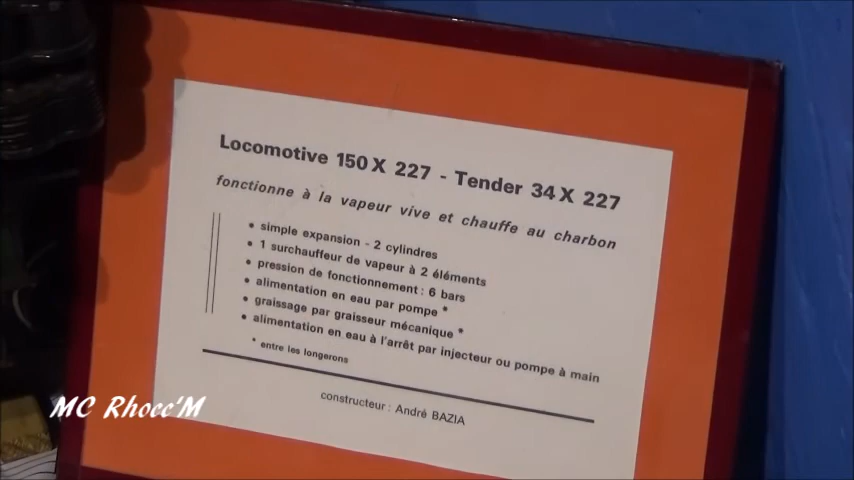 Locomotive 150 X 227 - Tender 34 X 227
fonctionne à la vapeur vive et chauffe au charbon
• simple expansion - 2 cylindres
• 1 surchauffeur de vapeur à 2 éléments
• pression de fonctionnement : 6 bars
• alimentation en eau par pompe *
• graissage par graisseur mécanique *
• alimentation en eau à l'arrêt par injecteur ou pompe à main
* entre les longerons
constructeur : André BAZIA
MC Rhocc'M